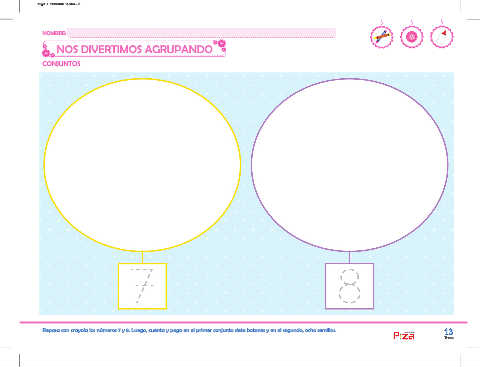 NOMBRE:
NOS DIVERTIMOS AGRUPANDO
CONJUNTOS
7
8
Repasa con crayola los números 7 y 8. Luego, cuenta y pega en el primer conjunto siete botones y en el segundo, ocho semillas.
Pizá
13